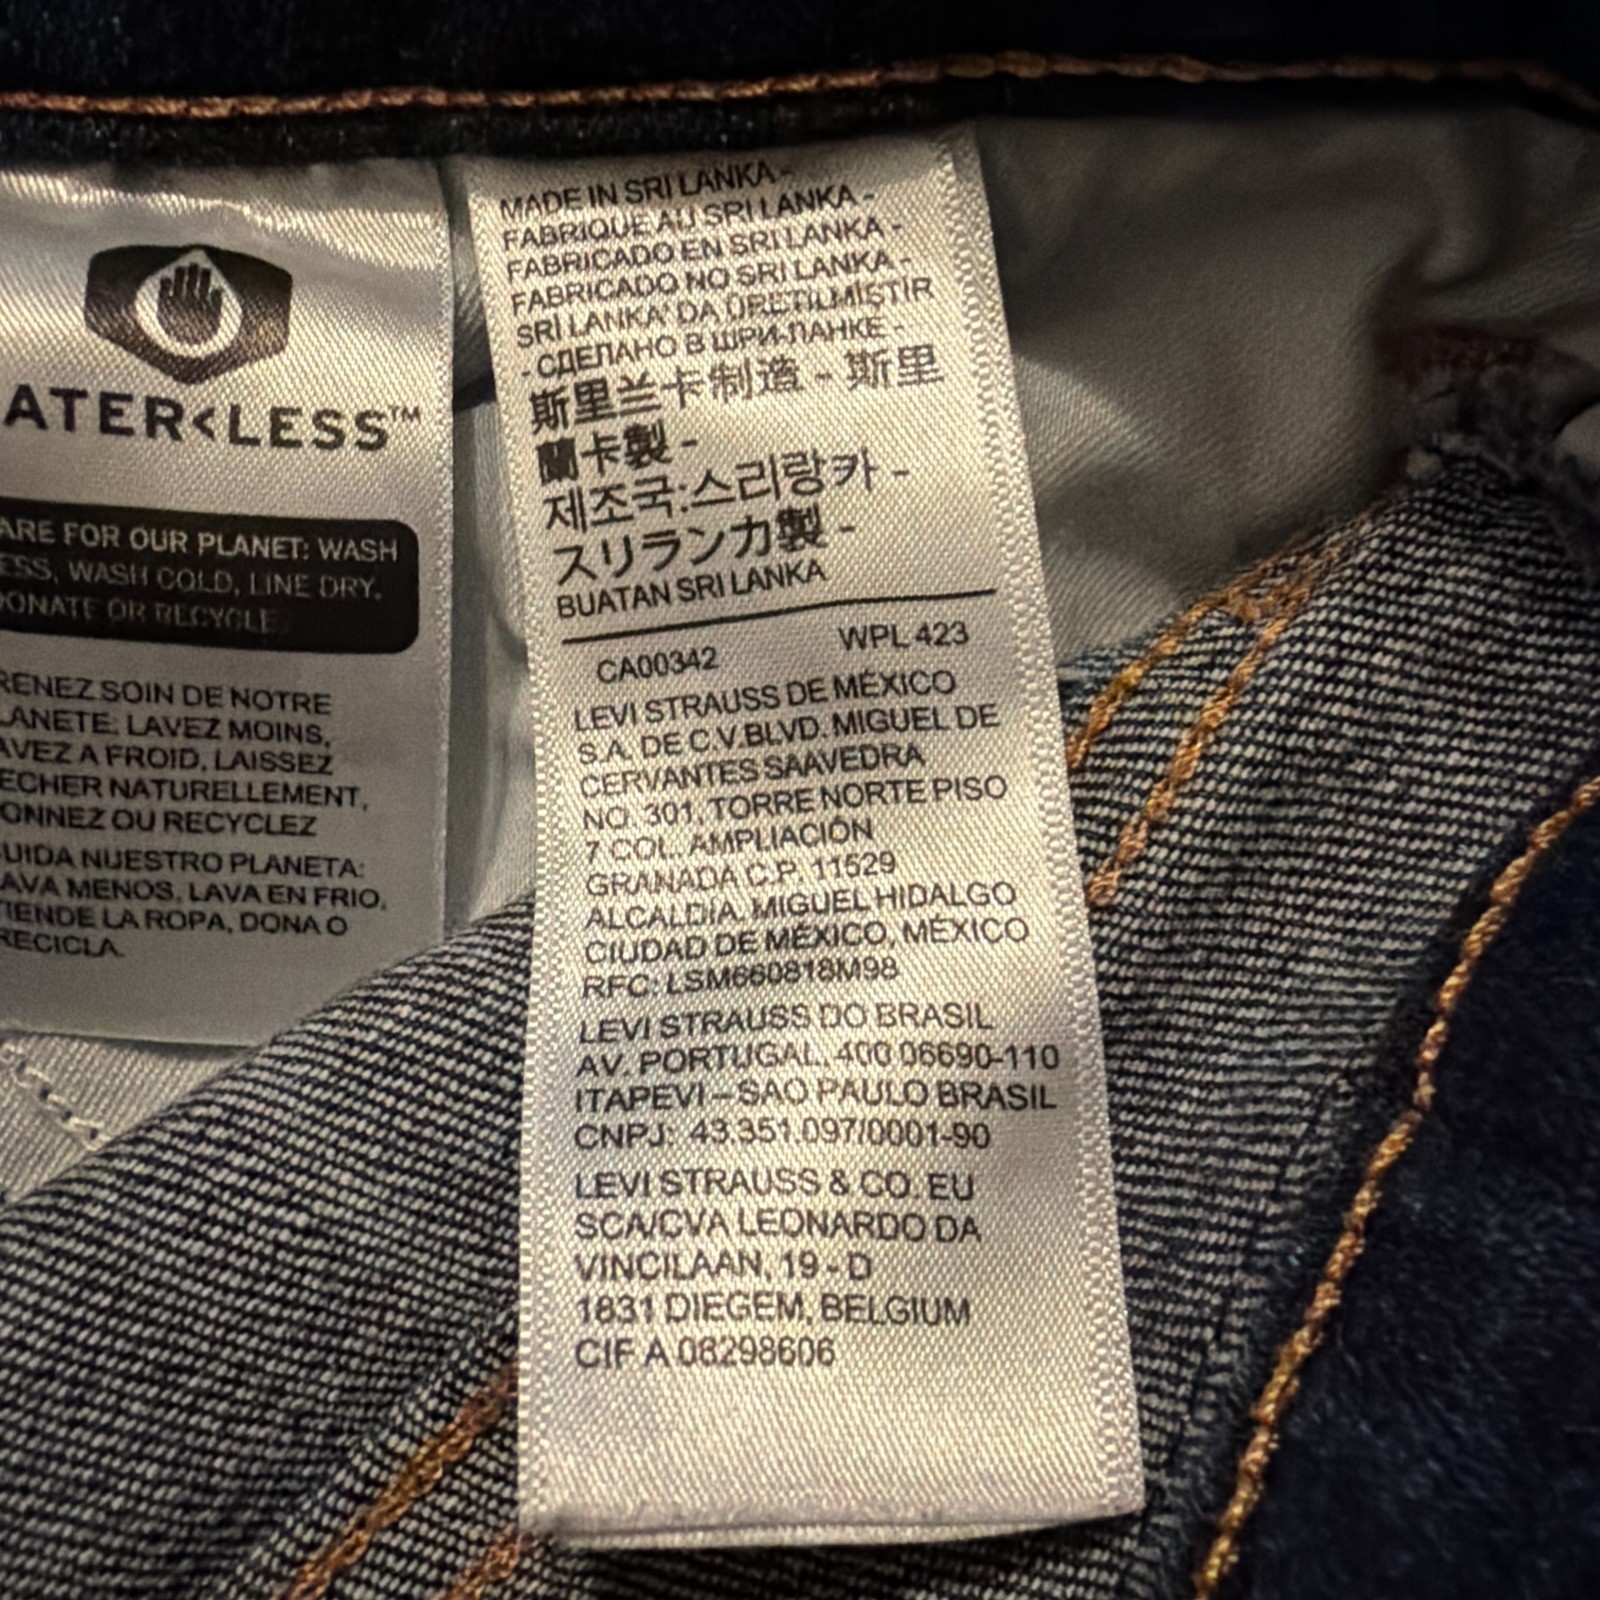 ATER<LESS™
ARE FOR OUR PLANET: WASH
ESS, WASH COLD, LINE DRY.
DONATE OR RECYCLE.
RENEZ SOIN DE NOTRE
LANETE: LAVEZ MOINS,
AVEZ A FROID, LAISSEZ
ECHER NATURELLEMENT,
ONNEZ OU RECYCLEZ
UIDA NUESTRO PLANETA:
AVA MENOS, LAVA EN FRIO,
TIENDE LA ROPA, DONA O
RECICLA.
MADE IN SRI LANKA -
FABRIQUE AU SRI LANKA -
FABRICADO EN SRI LANKA -
FABRICADO NO SRI LANKA -
SRİ LANKA' DA ÜRETİLMİSTİR
- СДЕЛАНО В ШРИ-ЛАНКЕ -
斯里兰卡制造 - 斯里
蘭卡製 -
제조국:스리랑카 -
スリランカ製 -
BUATAN SRI LANKA
CA00342 WPL 423
LEVI STRAUSS DE MÉXICO
S.A. DE C.V.BLVD. MIGUEL DE
CERVANTES SAAVEDRA
NO. 301, TORRE NORTE PISO
7 COL. AMPLIACIÓN
GRANADA C.P. 11529
ALCALDÍA. MIGUEL HIDALGO
CIUDAD DE MÉXICO, MÉXICO
RFC: LSM660818M98
LEVI STRAUSS DO BRASIL
AV. PORTUGAL, 400 06690-110
ITAPEVI – SAO PAULO BRASIL
CNPJ: 43.351.097/0001-90
LEVI STRAUSS & CO. EU
SCA/CVA LEONARDO DA
VINCILAAN, 19 - D
1831 DIEGEM, BELGIUM
CIF A 08298606